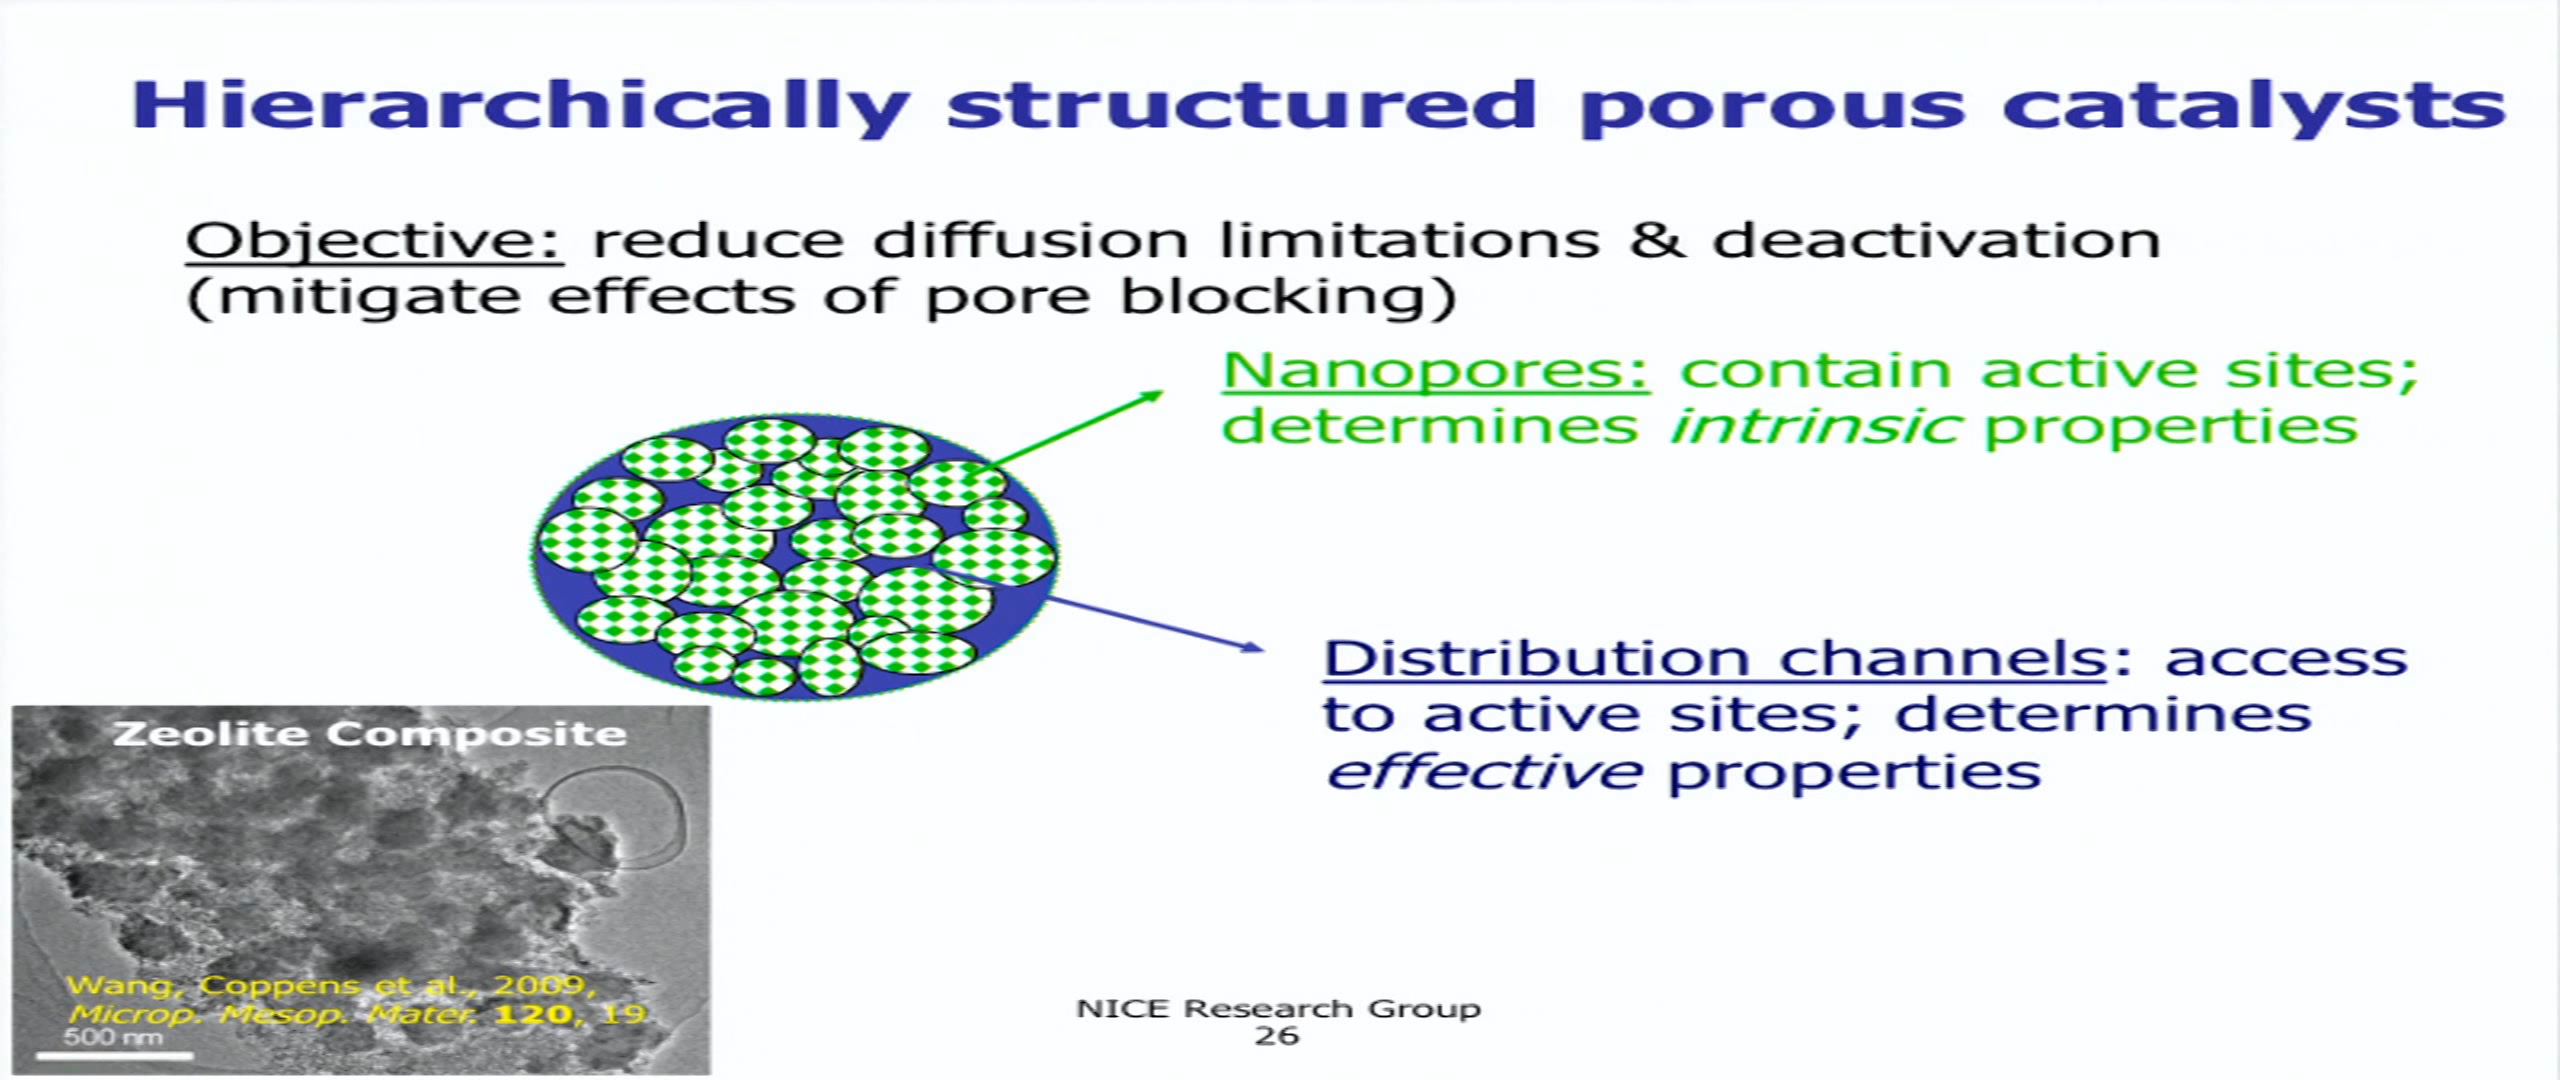 Hierarchically structured porous catalysts
Objective: reduce diffusion limitations & deactivation
(mitigate effects of pore blocking)
Nanopores: contain active sites;
determines intrinsic properties
Distribution channels: access
to active sites; determines
effective properties
Zeolite Composite
Wang, Coppens et al., 2009,
Microp. Mesop. Mater. 120, 19
500 nm
NICE Research Group
26